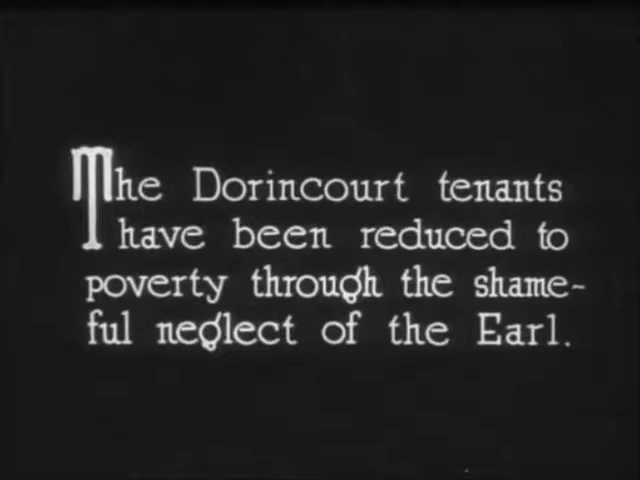 The Dorincourt tenants
have been reduced to
poverty through the shame-
ful neglect of the Earl.